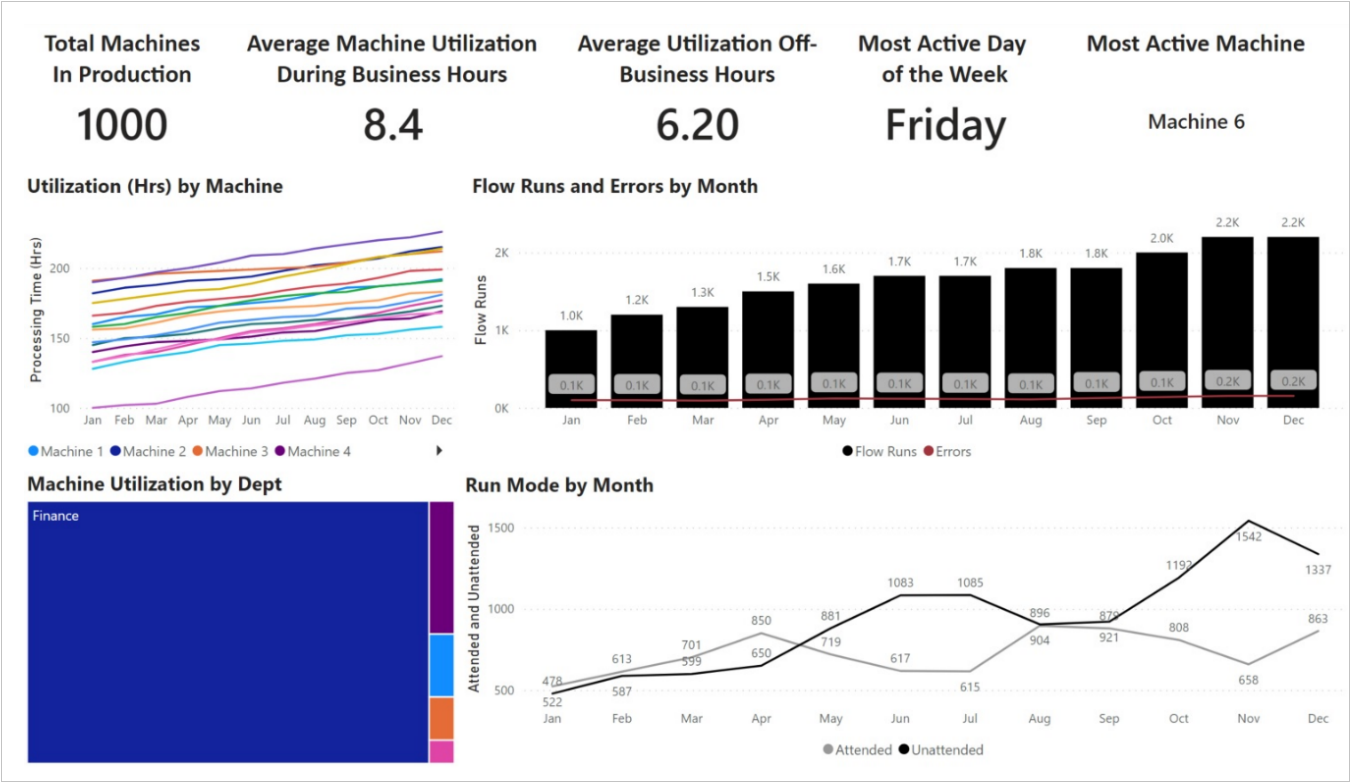 Total Machines
In Production
1000
Average Machine Utilization
During Business Hours
8.4
Average Utilization Off-
Business Hours
6.20
Most Active Day
of the Week
Friday
Most Active Machine
Machine 6
Utilization (Hrs) by Machine
Processing Time (Hrs)
200
150
100
Jan Feb Mar Apr May Jun Jul Aug Sep Oct Nov Dec
Machine 1 Machine 2 Machine 3 Machine 4
Flow Runs and Errors by Month
Flow Runs
2K
1K
0K
1.0K 1.2K 1.3K 1.5K 1.6K 1.7K 1.7K 1.8K 1.8K 2.0K 2.2K 2.2K
0.1K 0.1K 0.1K 0.1K 0.1K 0.1K 0.1K 0.1K 0.1K 0.1K 0.2K 0.2K
Jan Feb Mar Apr May Jun Jul Aug Sep Oct Nov Dec
Flow Runs Errors
Machine Utilization by Dept
Finance
Run Mode by Month
Attended and Unattended
1500
1000
500
478 613 701 850 881 1083 1085 896 879 1192 1542 1337
522 587 599 650 719 617 615 904 921 808 658 863
Jan Feb Mar Apr May Jun Jul Aug Sep Oct Nov Dec
Attended Unattended